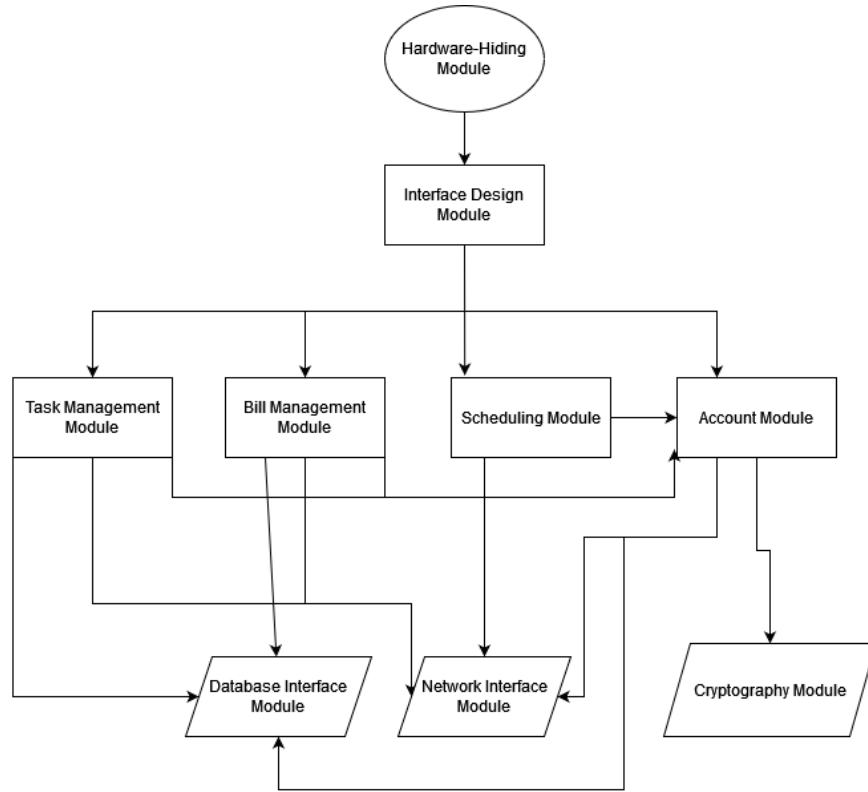 Hardware-Hiding
Module
Interface Design
Module
Task Management
Module
Bill Management
Module
Scheduling Module
Account Module
Database Interface
Module
Network Interface
Module
Cryptography Module